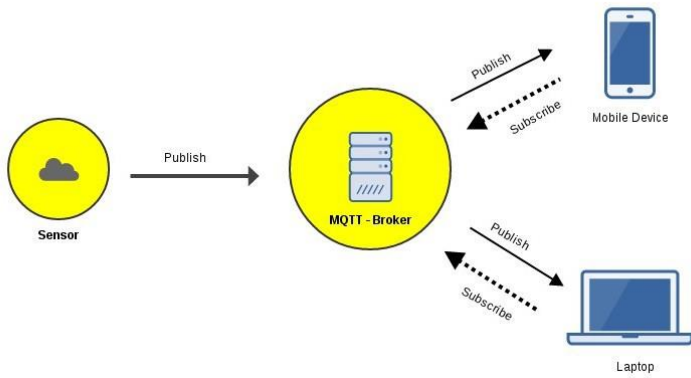 Publish
Mobile Device
Subscribe
Publish
MQTT - Broker
Sensor
Publish
Subscribe
Laptop